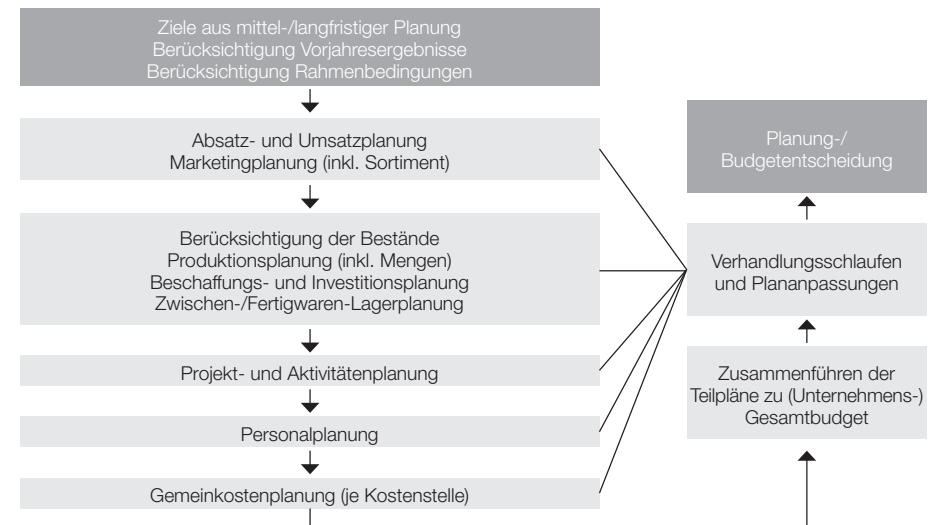 Ziele aus mittel-/langfristiger Planung
Berücksichtigung Vorjahresergebnisse
Berücksichtigung Rahmenbedingungen
Absatz- und Umsatzplanung
Marketingplanung (inkl. Sortiment)
Berücksichtigung der Bestände
Produktionsplanung (inkl. Mengen)
Beschaffungs- und Investitionsplanung
Zwischen-/Fertigwaren-Lagerplanung
Projekt- und Aktivitätenplanung
Personalplanung
Gemeinkostenplanung (je Kostenstelle)
Planung-/
Budgetentscheidung
Verhandlungsschlaufen
und Plananpassungen
Zusammenführen der
Teilpläne zu (Unternehmens-)
Gesamtbudget